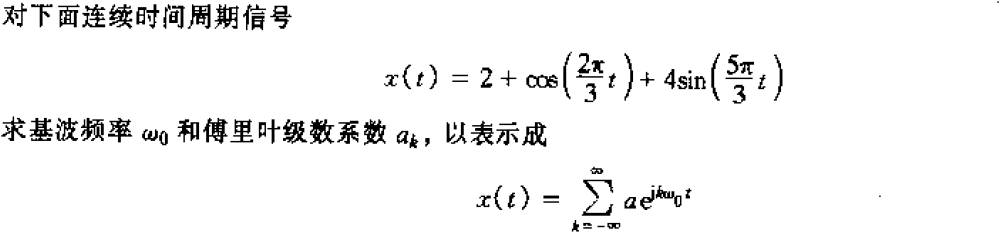 对下面连续时间周期信号
x(t) = 2 + cos(2π/3 t) + 4sin(5π/3 t)
求基波频率 ω₀ 和傅里叶级数系数 aₖ，以表示成
x(t) = ∑_{k=-∞}^{∞} a e^{jkω₀t}